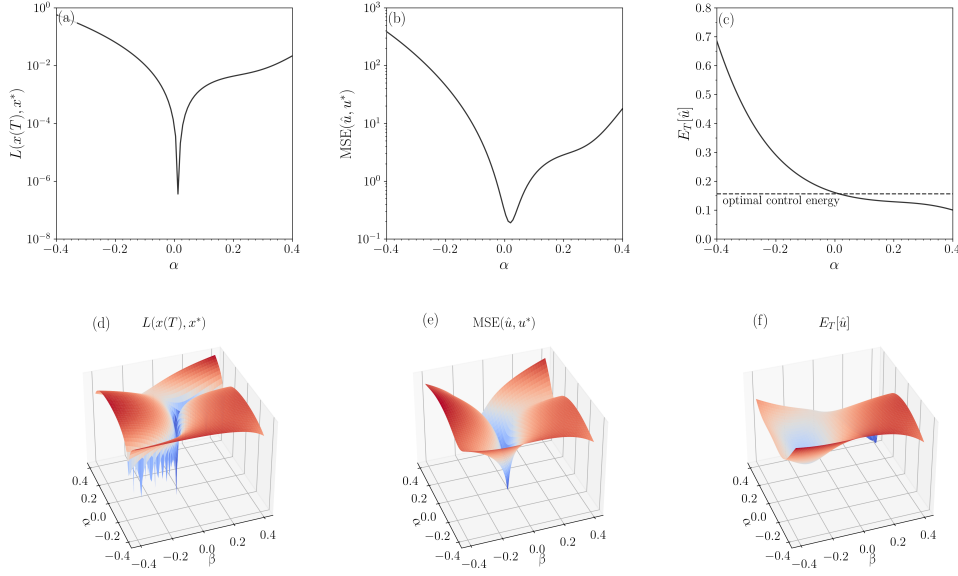 (a)
10^0
10^−2
10^−4
10^−6
10^−8
L(x(T), x*)
−0.4 −0.2 0.0 0.2 0.4
α
(b)
10^3
10^2
10^1
10^0
10^−1
MSE(û, u*)
−0.4 −0.2 0.0 0.2 0.4
α
(c)
0.8
0.7
0.6
0.5
0.4
0.3
0.2
0.1
0.0
E_T[û]
optimal control energy
−0.4 −0.2 0.0 0.2 0.4
α
(d) L(x(T), x*)
0.4
0.2
0.0
−0.2
−0.4
α
−0.4 −0.2 0.0 0.2 0.4
β
(e) MSE(û, u*)
0.4
0.2
0.0
−0.2
−0.4
α
−0.4 −0.2 0.0 0.2 0.4
β
(f) E_T[û]
0.4
0.2
0.0
−0.2
−0.4
α
−0.4 −0.2 0.0 0.2 0.4
β